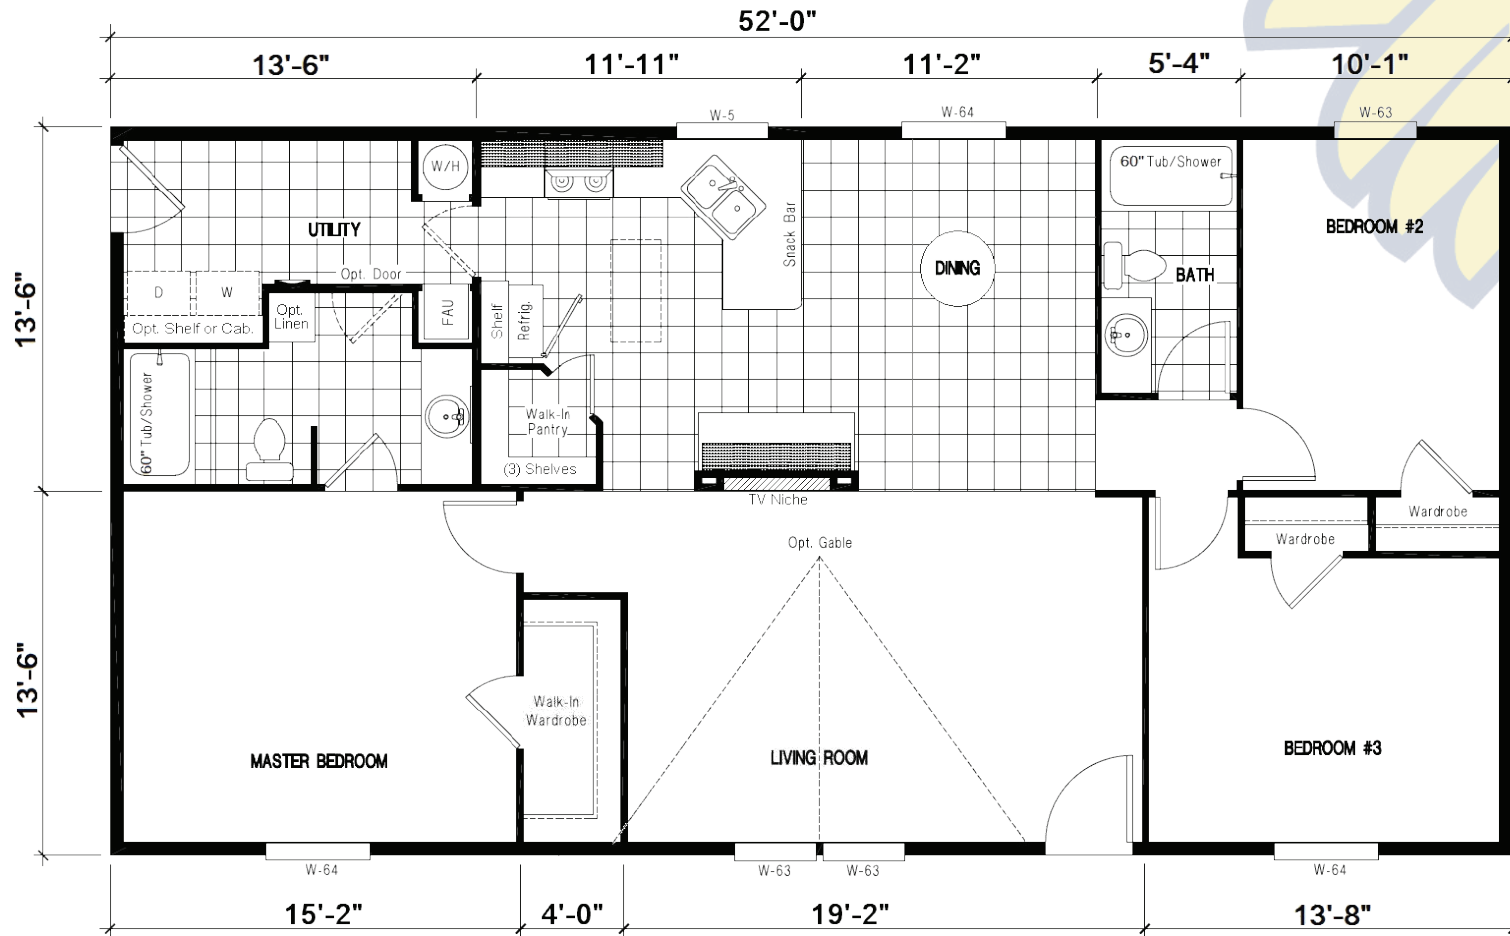 52'-0"
13'-6"
11'-11"
11'-2"
5'-4"
10'-1"
W-5
W-64
W-63
W/H
60" Tub/Shower
UTILITY
Snack Bar
BEDROOM #2
DINING
BATH
Opt. Door
D
W
Opt.
Linen
FAU
Shelf
Refrig.
Opt. Shelf or Cab.
13'-6"
60" Tub/Shower
Walk-In
Pantry
(3) Shelves
TV Niche
Wardrobe
Wardrobe
Opt. Gable
13'-6"
Walk-In
Wardrobe
MASTER BEDROOM
LIVING ROOM
BEDROOM #3
W-64
W-63
W-63
W-64
15'-2"
4'-0"
19'-2"
13'-8"